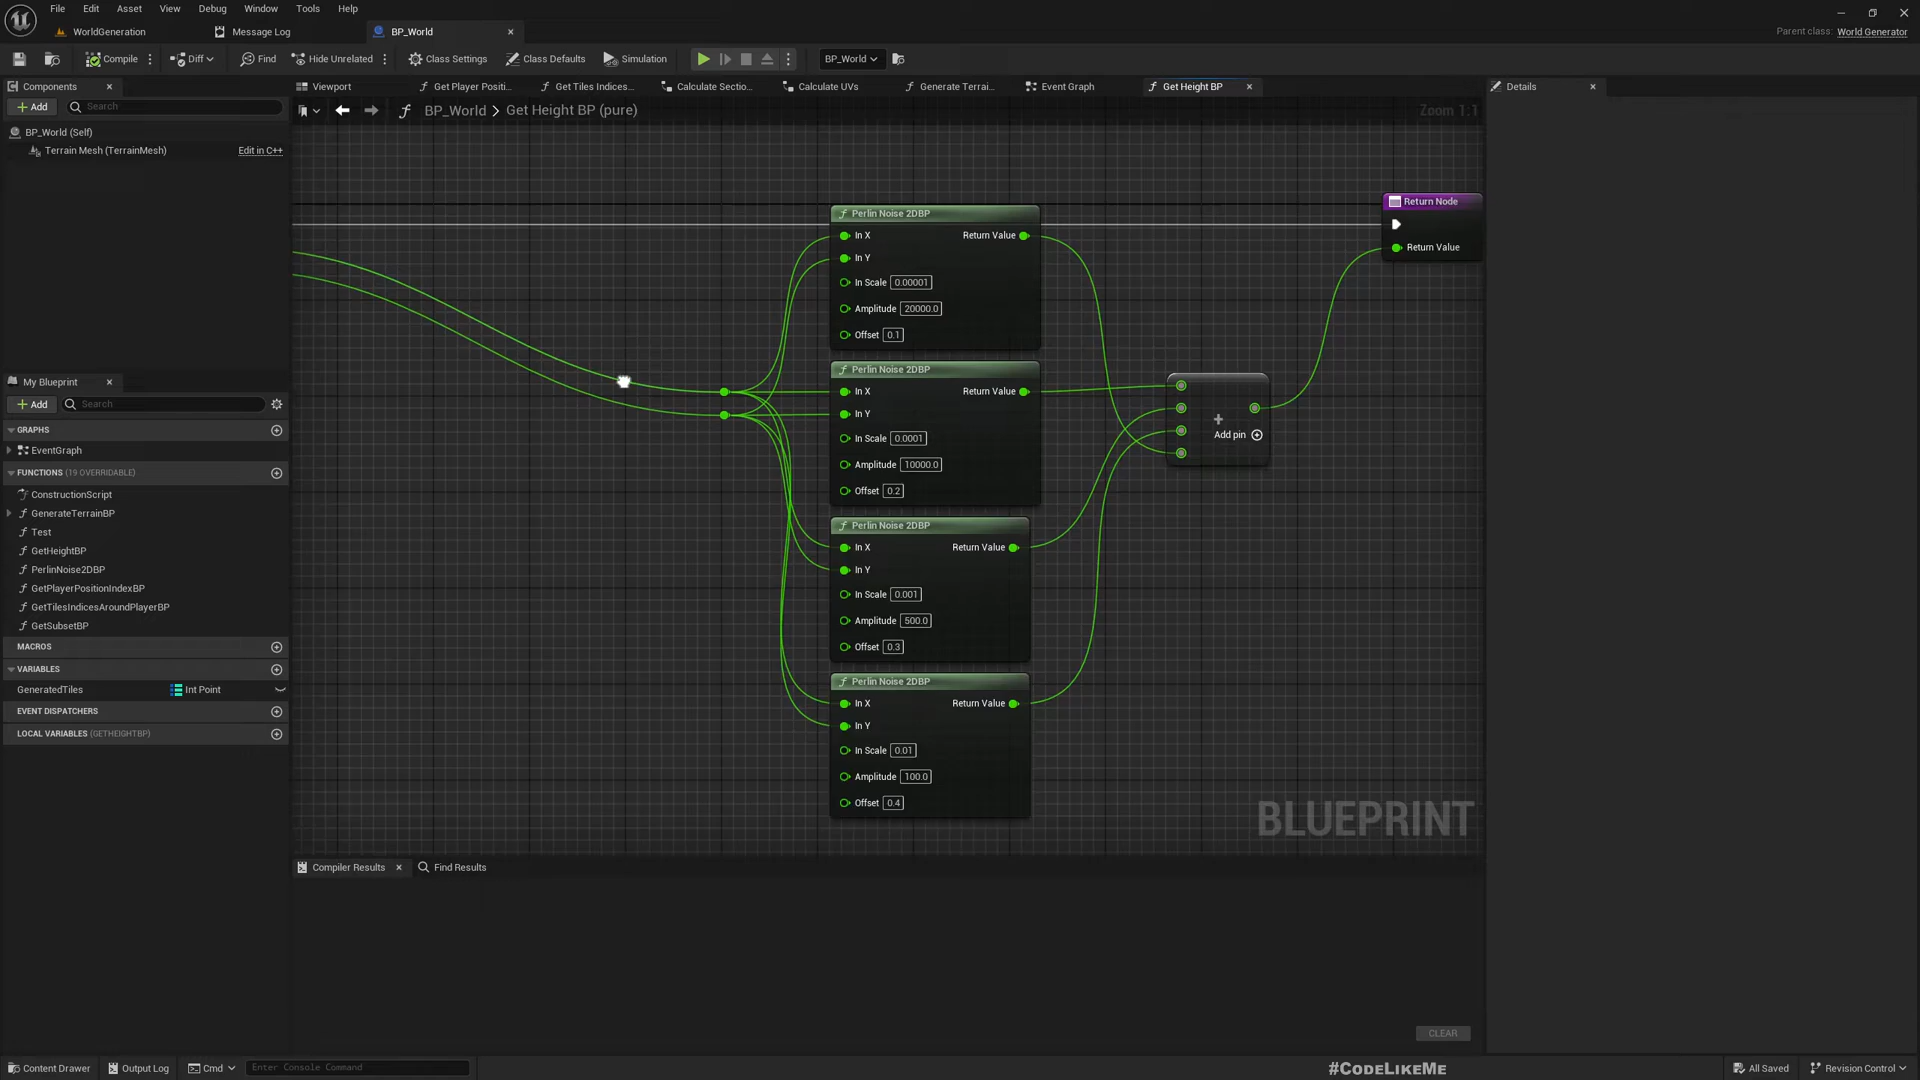 File Edit Asset View Debug Window Tools Help
WorldGeneration Message Log BP_World
Parent class: World Generator
Compile Diff Find Hide Unrelated Class Settings Class Defaults Simulation BP_World
Components
Viewport Get Player Positi... Get Tiles Indices... Calculate Sectio... Calculate UVs Generate Terrai... Event Graph Get Height BP
Details
Add Search
BP_World > Get Height BP (pure)
Zoom 1:1
BP_World (Self)
Terrain Mesh (TerrainMesh) Edit in C++
My Blueprint
Add Search
GRAPHS
EventGraph
FUNCTIONS (19 OVERRIDABLE)
ConstructionScript
GenerateTerrainBP
Test
GetHeightBP
PerlinNoise2DBP
GetPlayerPositionIndexBP
GetTilesIndicesAroundPlayerBP
GetSubsetBP
MACROS
VARIABLES
GeneratedTiles Int Point
EVENT DISPATCHERS
LOCAL VARIABLES (GETHEIGHTBP)
Perlin Noise 2DBP
In X Return Value
In Y
In Scale 0.00001
Amplitude 20000.0
Offset 0.1
Perlin Noise 2DBP
In X Return Value
In Y
In Scale 0.0001
Amplitude 10000.0
Offset 0.2
Perlin Noise 2DBP
In X Return Value
In Y
In Scale 0.001
Amplitude 500.0
Offset 0.3
Perlin Noise 2DBP
In X Return Value
In Y
In Scale 0.01
Amplitude 100.0
Offset 0.4
Add pin
Return Node
Return Value
BLUEPRINT
Compiler Results Find Results
CLEAR
Content Drawer Output Log Cmd Enter Console Command
#CODELIKEME
All Saved Revision Control